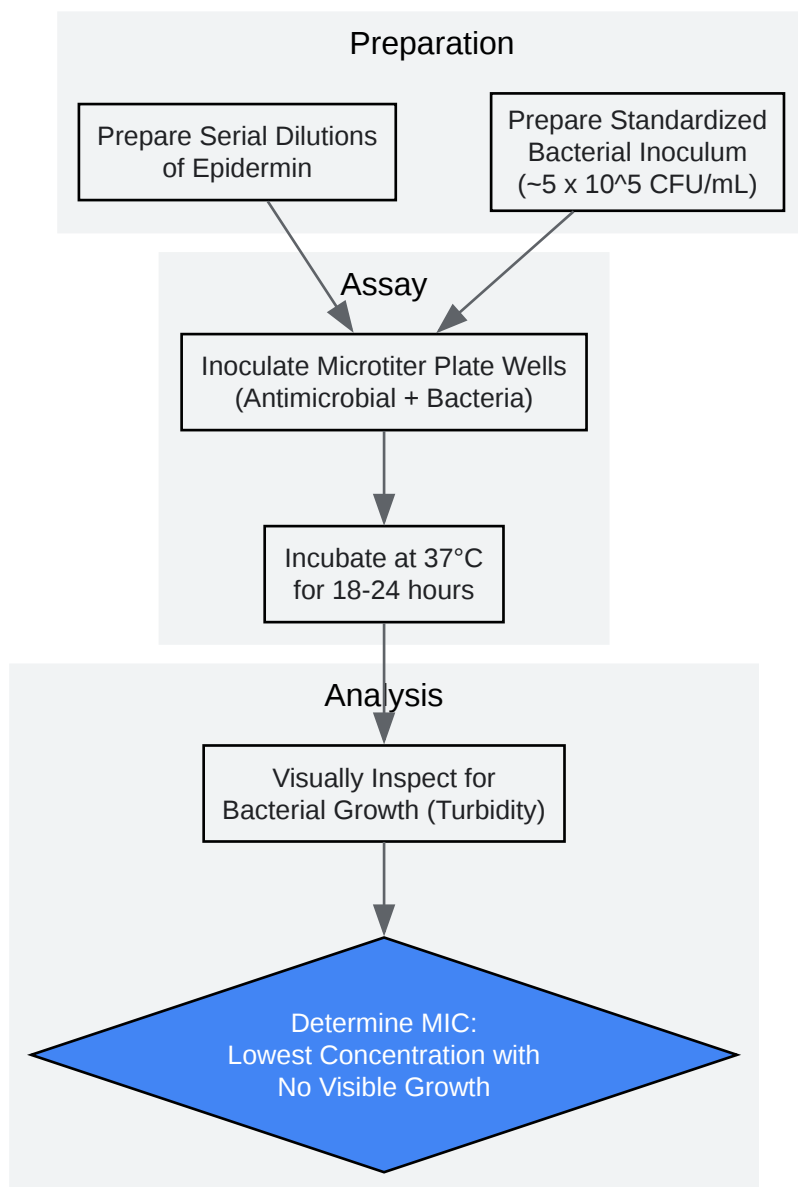 Preparation
Prepare Serial Dilutions
of Epidermin
Prepare Standardized
Bacterial Inoculum
(~5 x 10^5 CFU/mL)
Assay
Inoculate Microtiter Plate Wells
(Antimicrobial + Bacteria)
Incubate at 37°C
for 18-24 hours
Analysis
Visually Inspect for
Bacterial Growth (Turbidity)
Determine MIC:
Lowest Concentration with
No Visible Growth